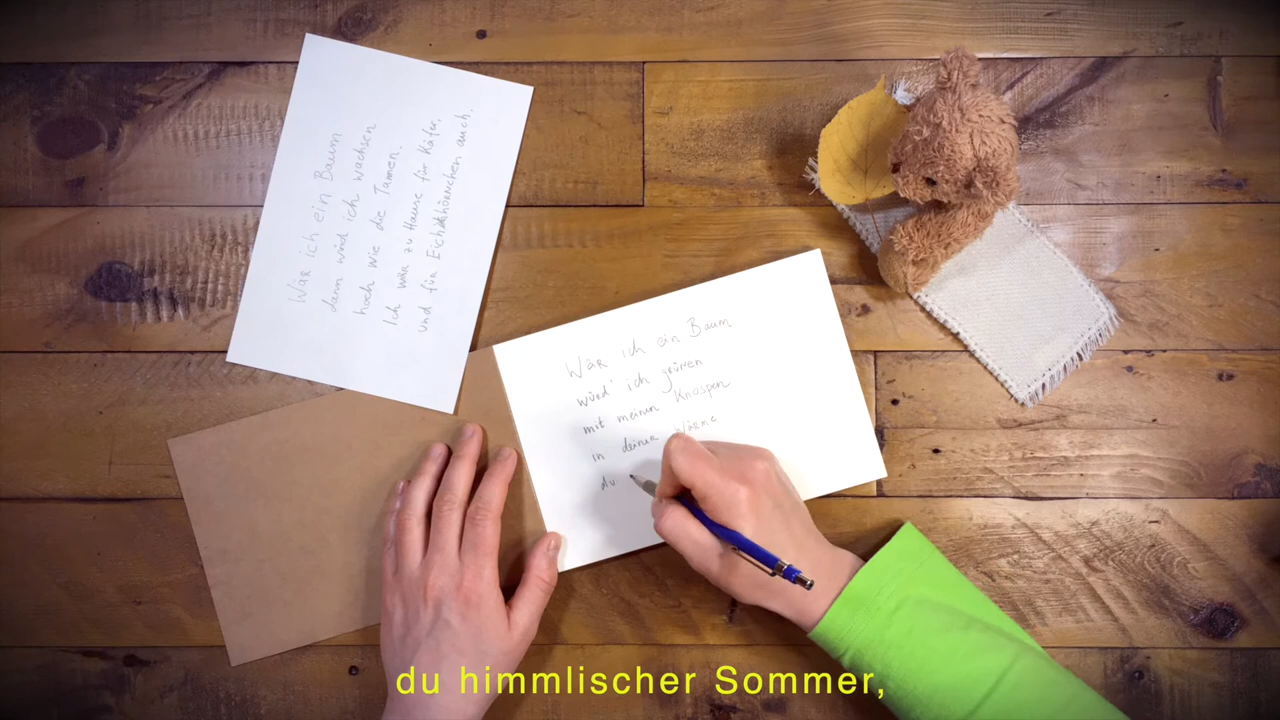 Wär ich ein Baum
dann würd ich wachsen
hoch wie die Tannen.
Ich wär zu Hause für Käfer,
und für Eichhörnchen auch.
Wär ich ein Baum
würd' ich grünen
mit meinen Knospen
in deiner Wärme
du
du himmlischer Sommer,